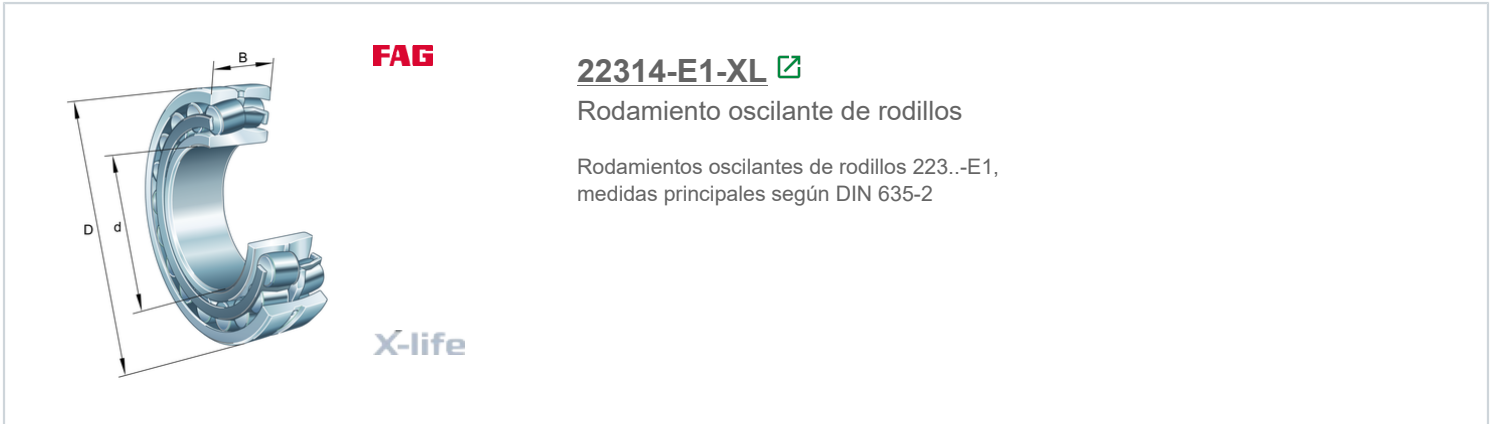 FAG
B
D
d
X-life
22314-E1-XL
Rodamiento oscilante de rodillos
Rodamientos oscilantes de rodillos 223..-E1,
medidas principales según DIN 635-2